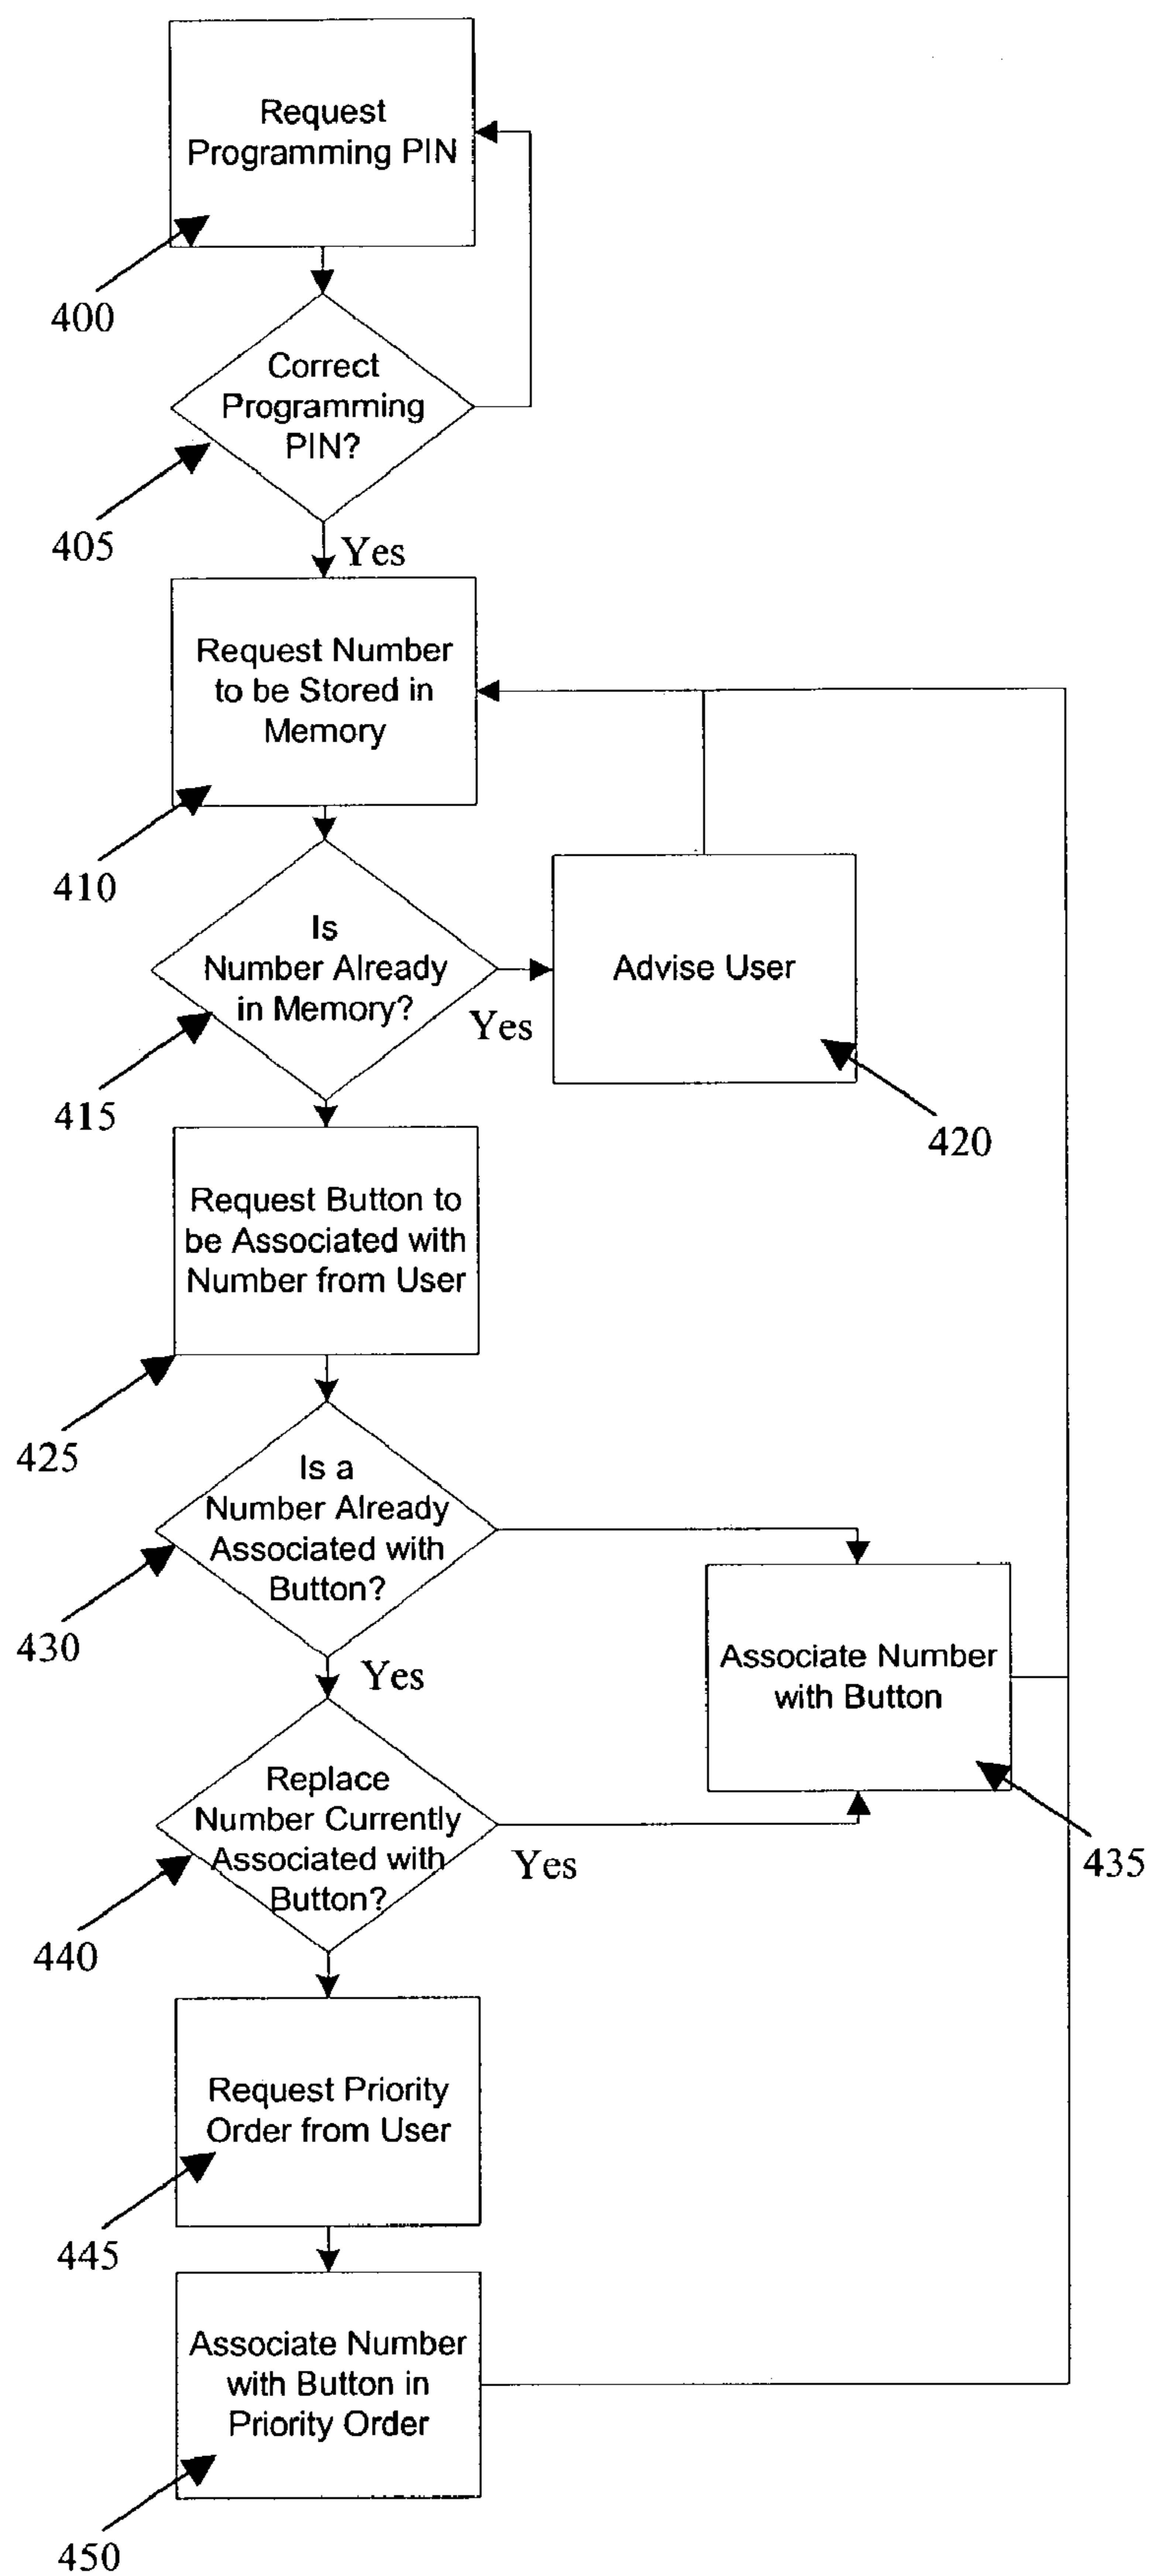 Request
Programming PIN
400
Correct
Programming
PIN?
405
Yes
Request Number
to be Stored in
Memory
410
Is
Number Already
in Memory?
Yes
415
Advise User
420
Request Button to
be Associated with
Number from User
425
Is a
Number Already
Associated with
Button?
430
Yes
Associate Number
with Button
435
Replace
Number Currently
Associated with
Button?
Yes
440
Request Priority
Order from User
445
Associate Number
with Button in
Priority Order
450